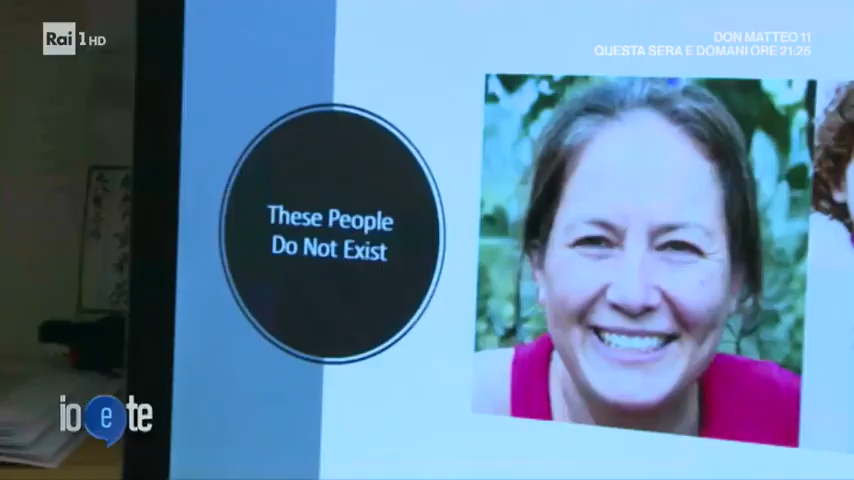 Rai 1 HD
DON MATTEO 11
QUESTA SERA E DOMANI ORE 21:25
These People
Do Not Exist
io e te